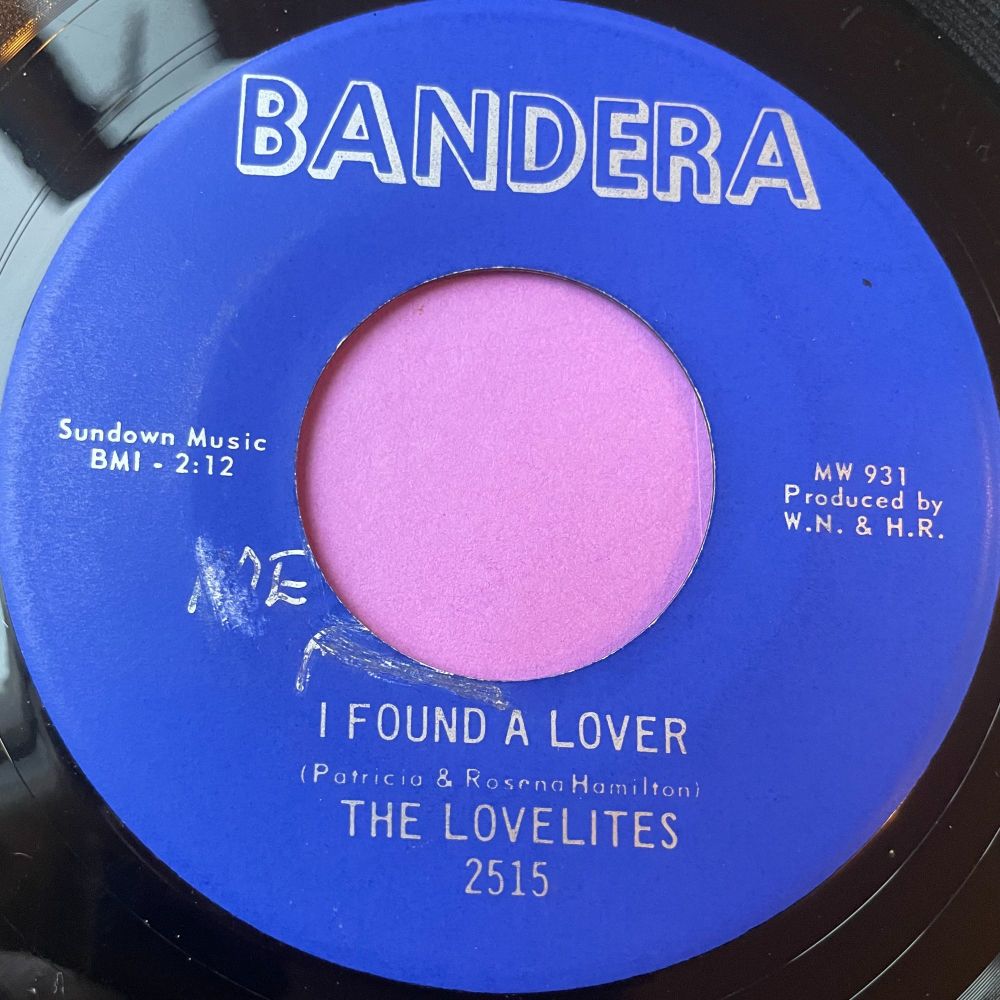 BANDERA
Sundown Music
BMI - 2:12
MW 931
Produced by
W.N. & H.R.
I FOUND A LOVER
(Patricia & Rosena Hamilton)
THE LOVELITES
2515